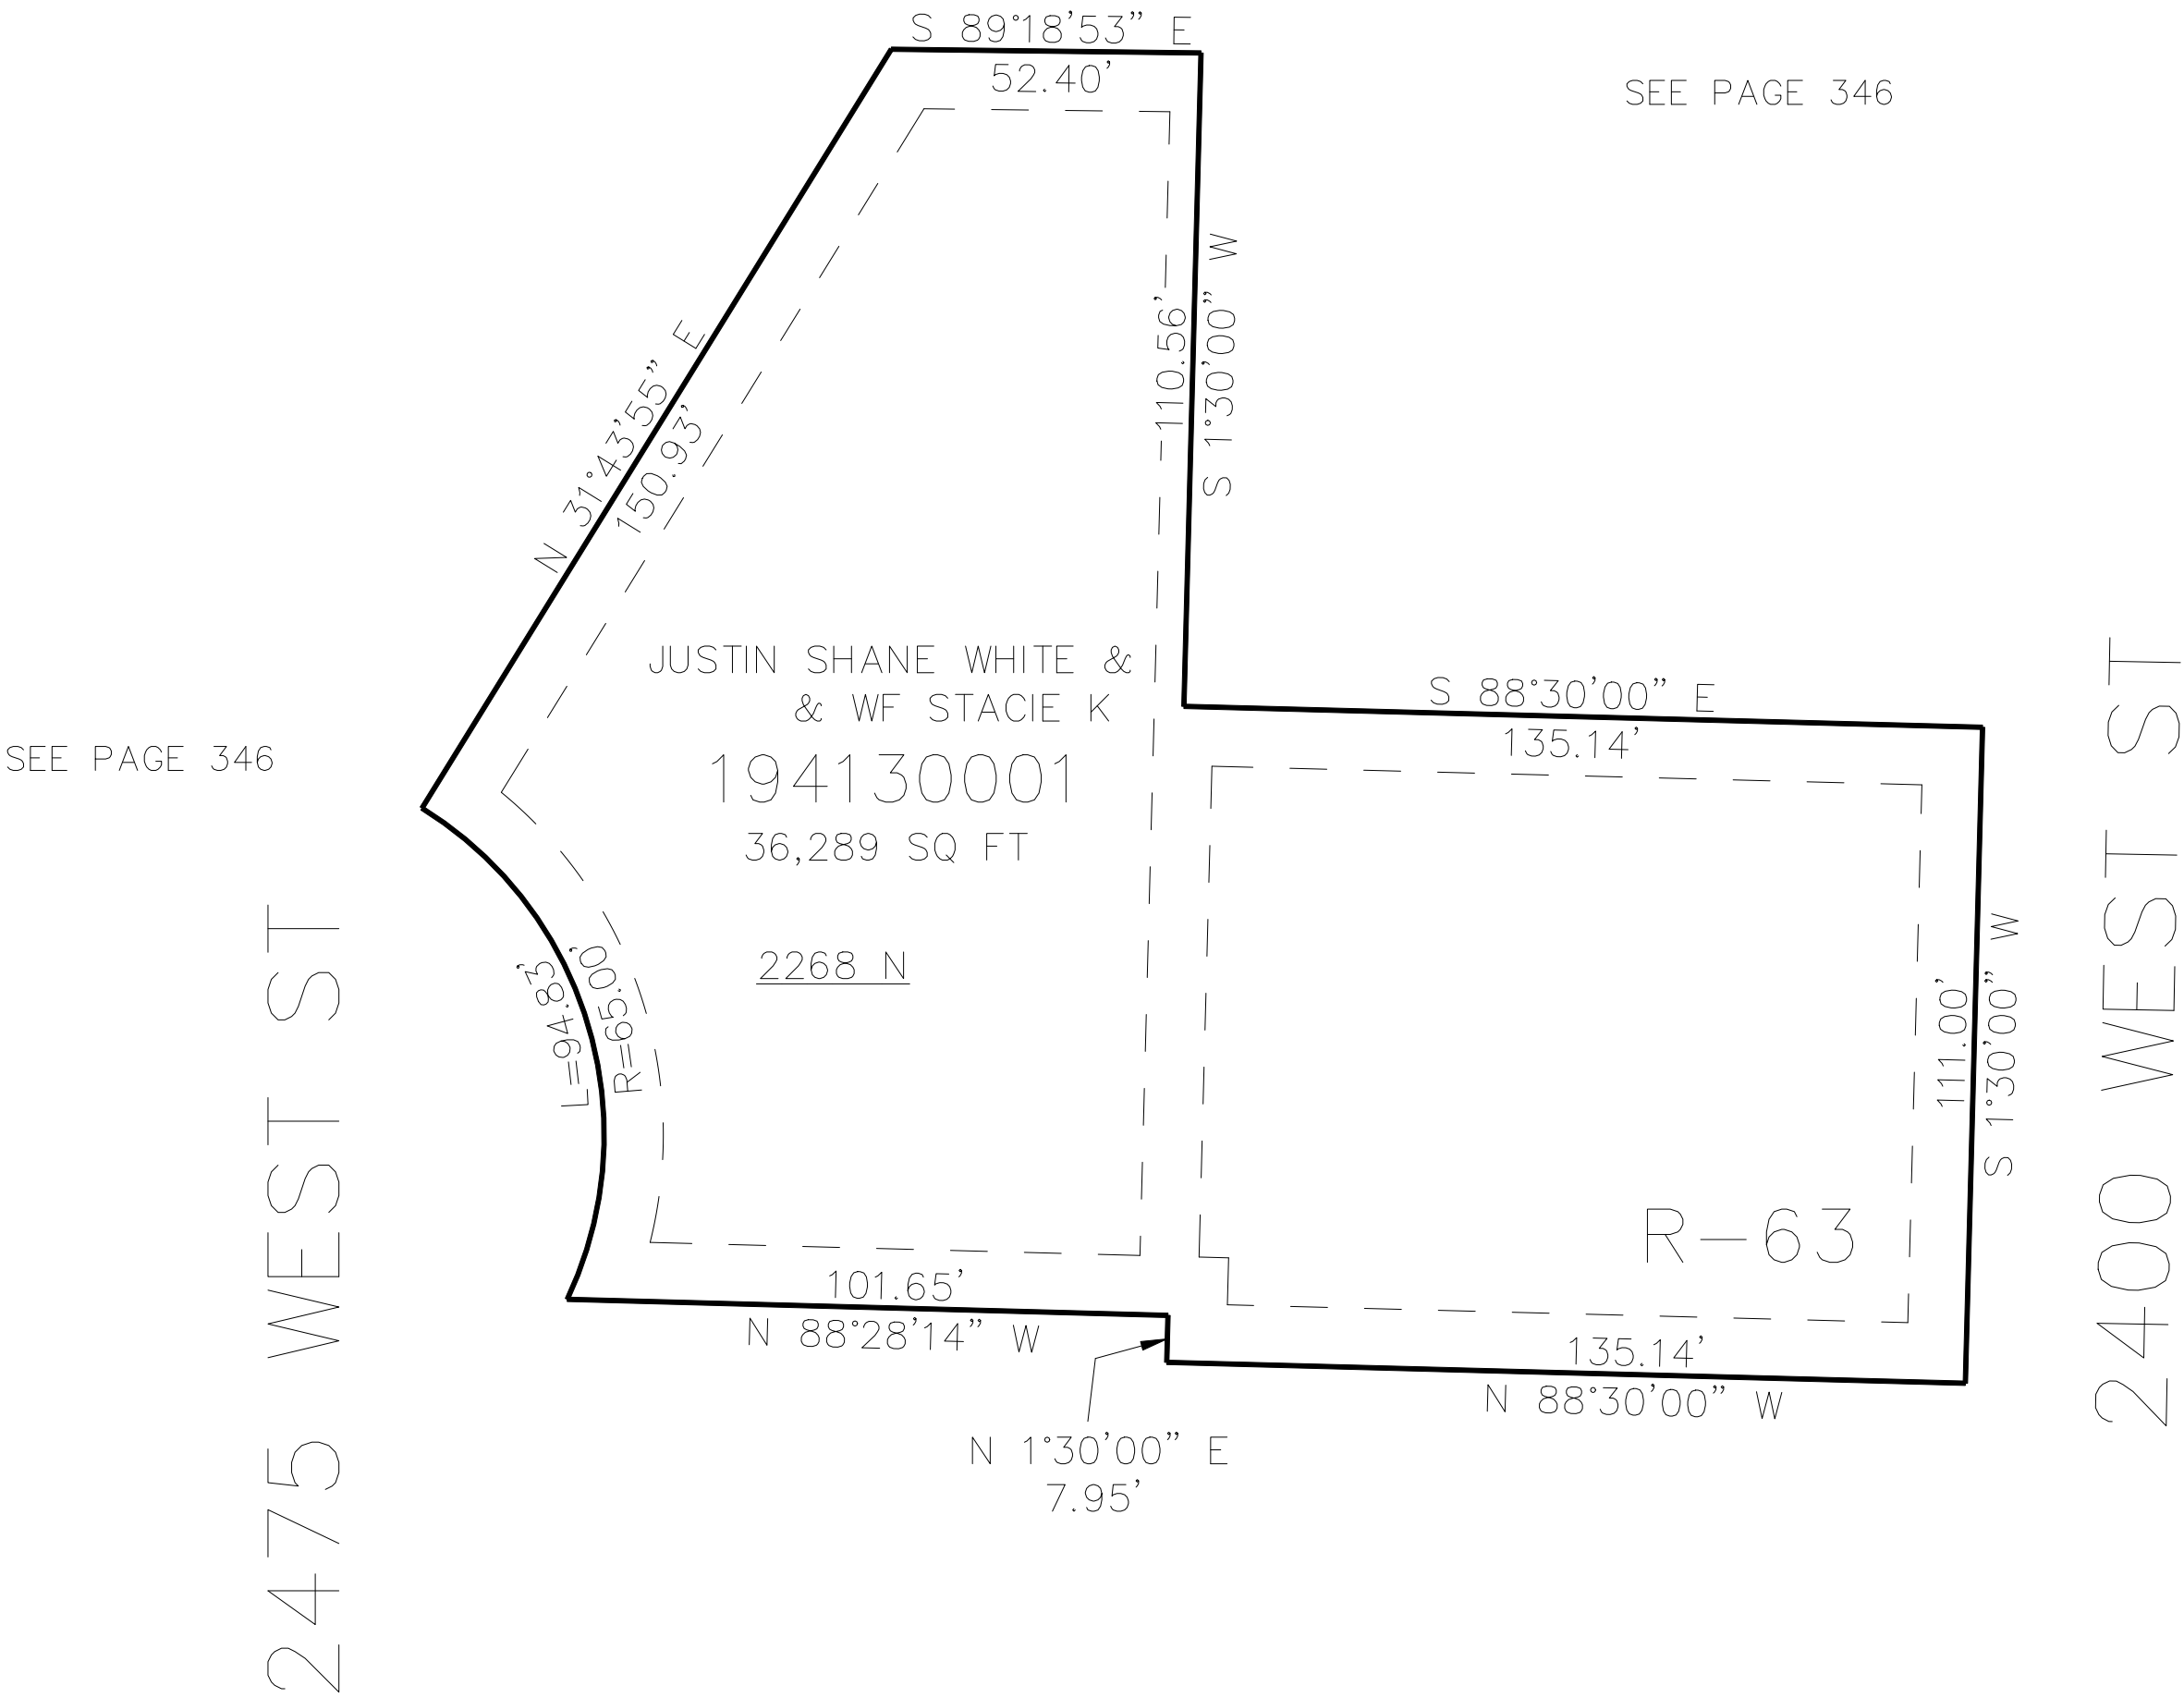 S 89°18'53" E
52.40'
SEE PAGE 346
N 31°43'55" E
150.93'
110.56'
S 1°30'00" W
JUSTIN SHANE WHITE &
& WF STACIE K
194130001
36,289 SQ FT
2268 N
SEE PAGE 346
S 88°30'00" E
135.14'
L=94.83'
R=65.00'
111.00'
S 1°30'00" W
R-63
101.65'
N 88°28'14" W
135.14'
N 88°30'00" W
N 1°30'00" E
7.95'
2475 WEST ST
2400 WEST ST